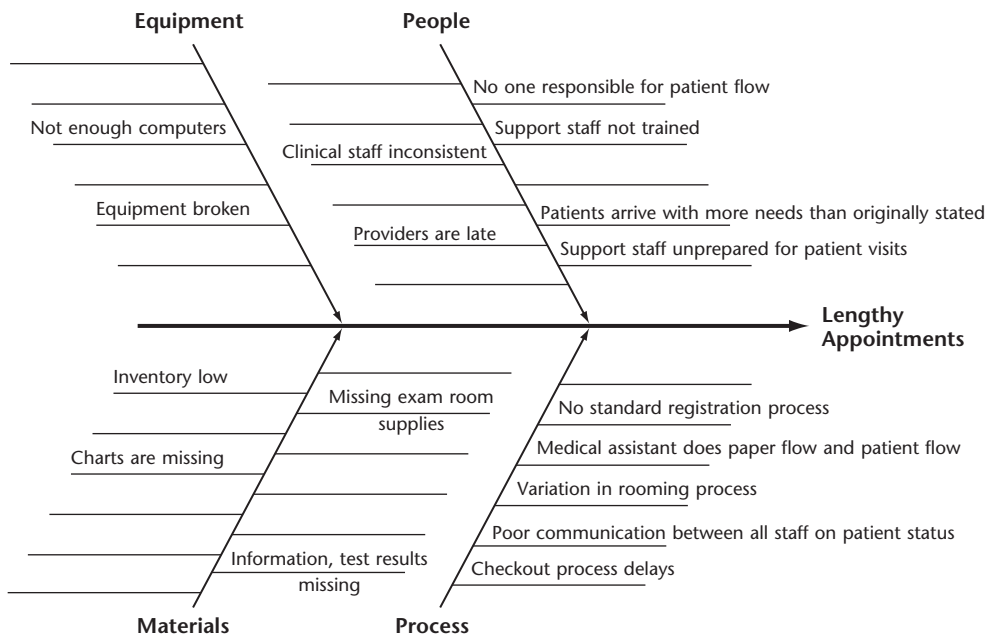 Equipment
People
No one responsible for patient flow
Not enough computers
Support staff not trained
Clinical staff inconsistent
Equipment broken
Patients arrive with more needs than originally stated
Providers are late
Support staff unprepared for patient visits
Lengthy
Appointments
Inventory low
Missing exam room
supplies
No standard registration process
Charts are missing
Medical assistant does paper flow and patient flow
Variation in rooming process
Poor communication between all staff on patient status
Information, test results
missing
Checkout process delays
Materials
Process